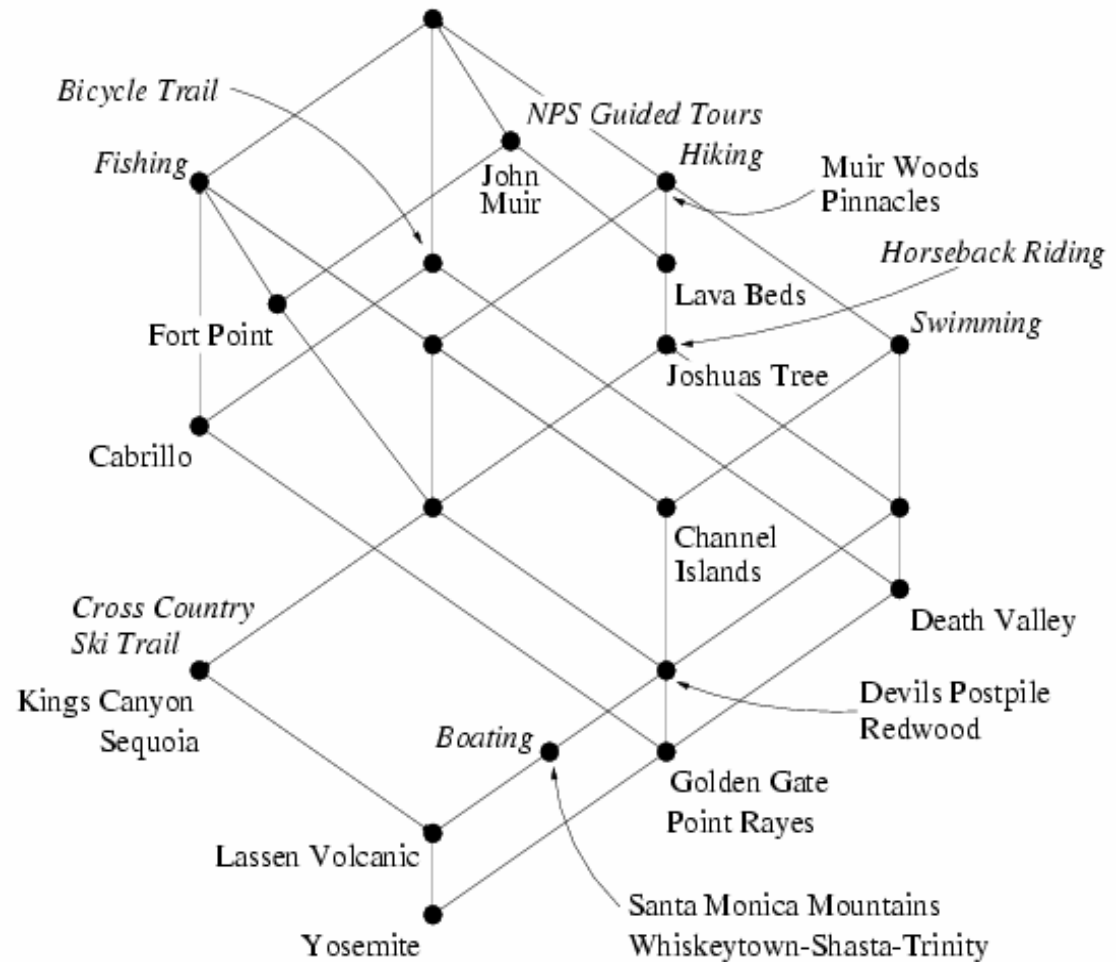 Bicycle Trail
NPS Guided Tours
Fishing
Hiking
John
Muir
Muir Woods
Pinnacles
Horseback Riding
Lava Beds
Fort Point
Swimming
Joshuas Tree
Cabrillo
Channel
Islands
Cross Country
Ski Trail
Death Valley
Kings Canyon
Sequoia
Devils Postpile
Redwood
Boating
Golden Gate
Point Rayes
Lassen Volcanic
Santa Monica Mountains
Whiskeytown-Shasta-Trinity
Yosemite